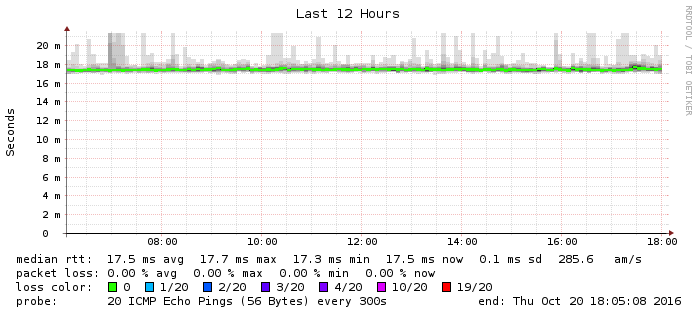 Last 12 Hours
RRDTOOL / TOBI OETIKER
Seconds
20 m
18 m
16 m
14 m
12 m
10 m
8 m
6 m
4 m
2 m
0
08:00 10:00 12:00 14:00 16:00 18:00
median rtt: 17.5 ms avg 17.7 ms max 17.3 ms min 17.5 ms now 0.1 ms sd 285.6 am/s
packet loss: 0.00 % avg 0.00 % max 0.00 % min 0.00 % now
loss color: 0 1/20 2/20 3/20 4/20 10/20 19/20
probe: 20 ICMP Echo Pings (56 Bytes) every 300s end: Thu Oct 20 18:05:08 2016